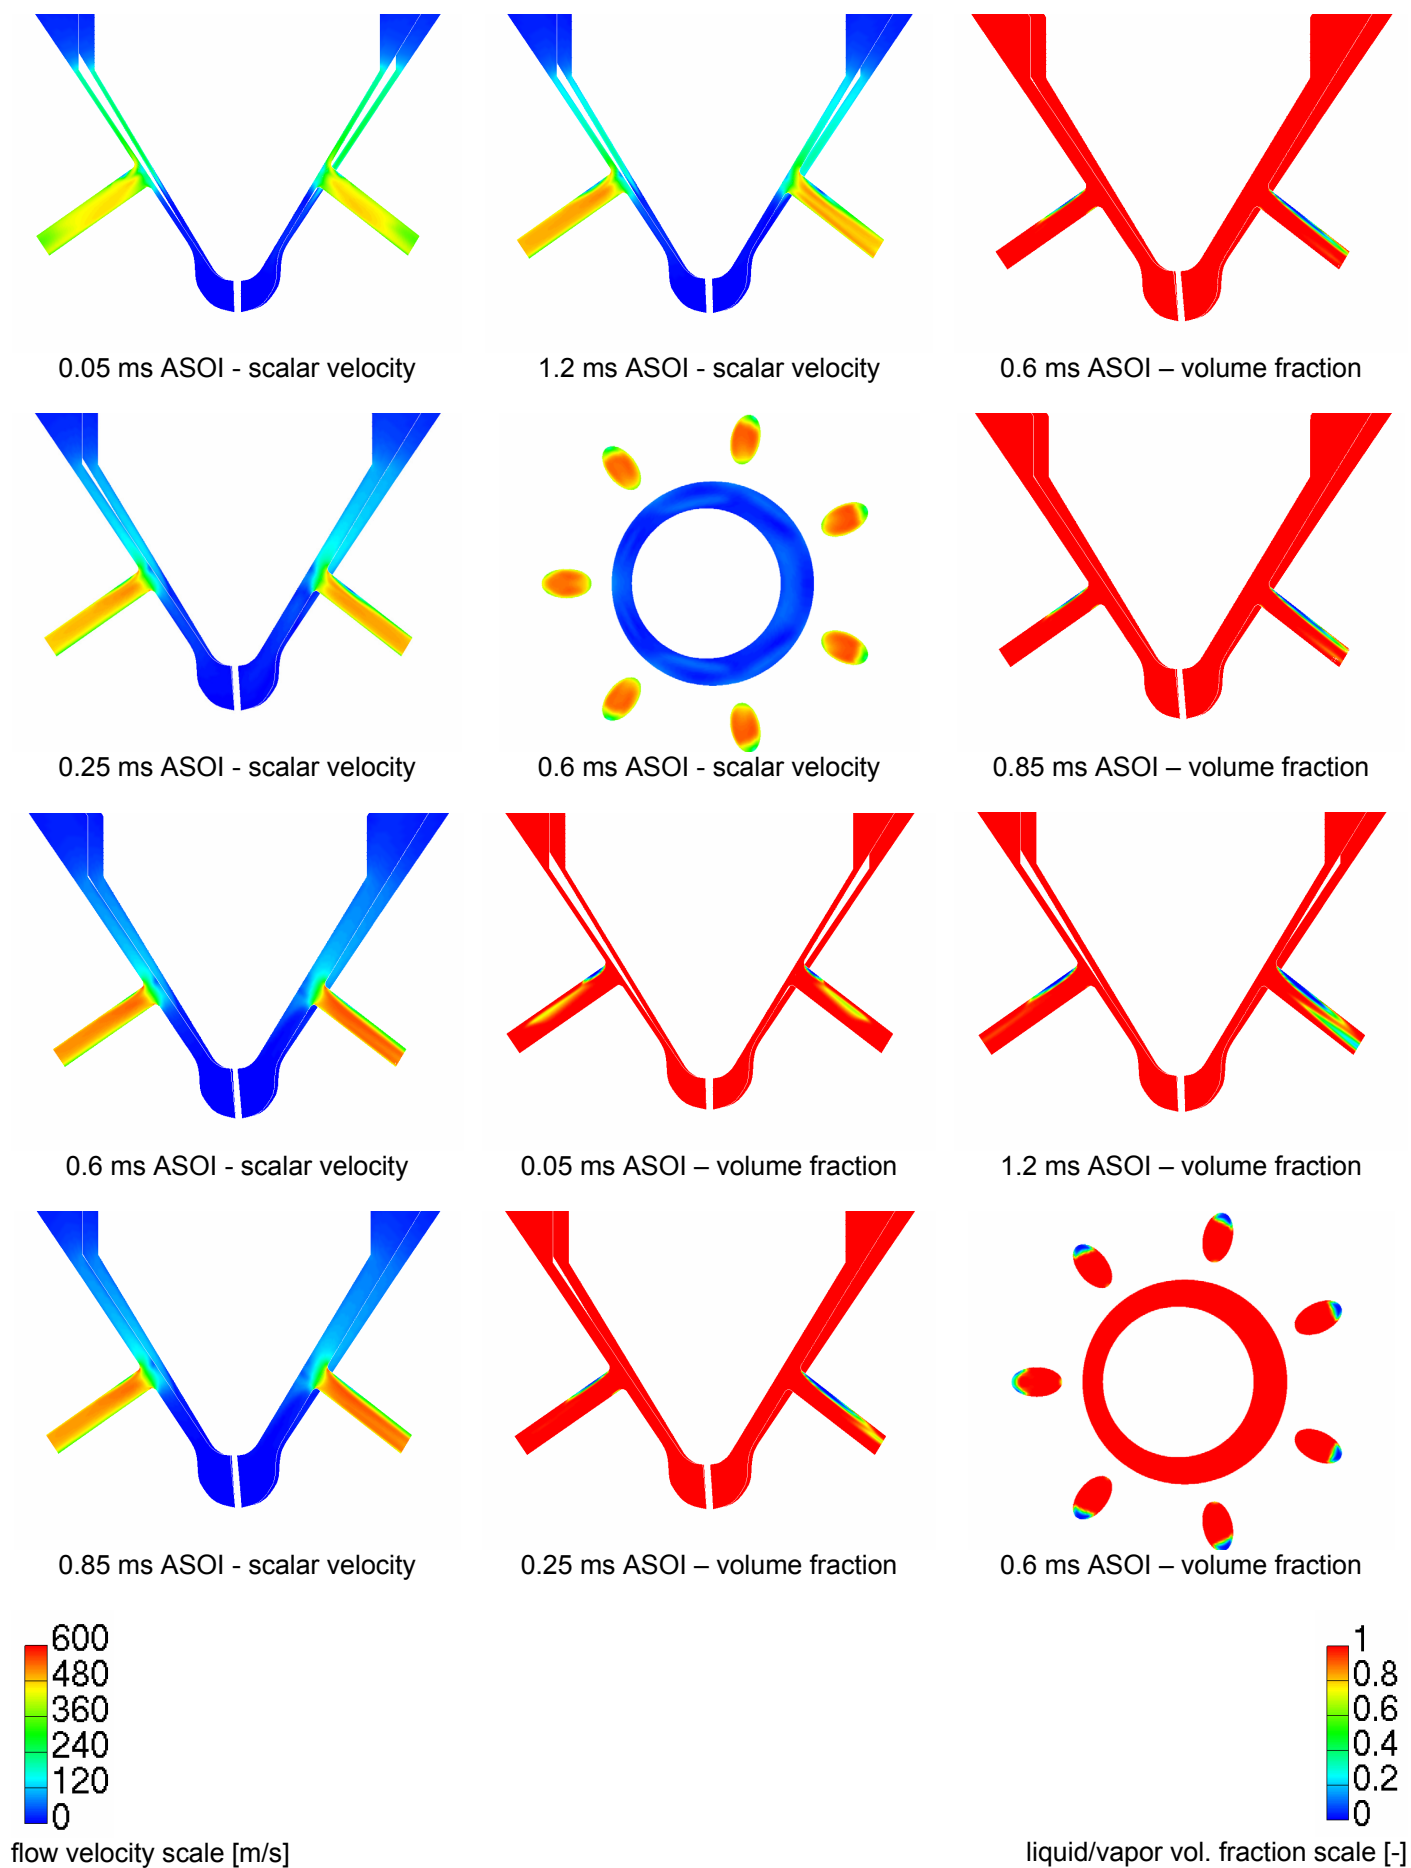 0.05 ms ASOI - scalar velocity
1.2 ms ASOI - scalar velocity
0.6 ms ASOI – volume fraction
0.25 ms ASOI - scalar velocity
0.6 ms ASOI - scalar velocity
0.85 ms ASOI – volume fraction
0.6 ms ASOI - scalar velocity
0.05 ms ASOI – volume fraction
1.2 ms ASOI – volume fraction
0.85 ms ASOI - scalar velocity
0.25 ms ASOI – volume fraction
0.6 ms ASOI – volume fraction
600
480
360
240
120
0
flow velocity scale [m/s]
1
0.8
0.6
0.4
0.2
0
liquid/vapor vol. fraction scale [-]